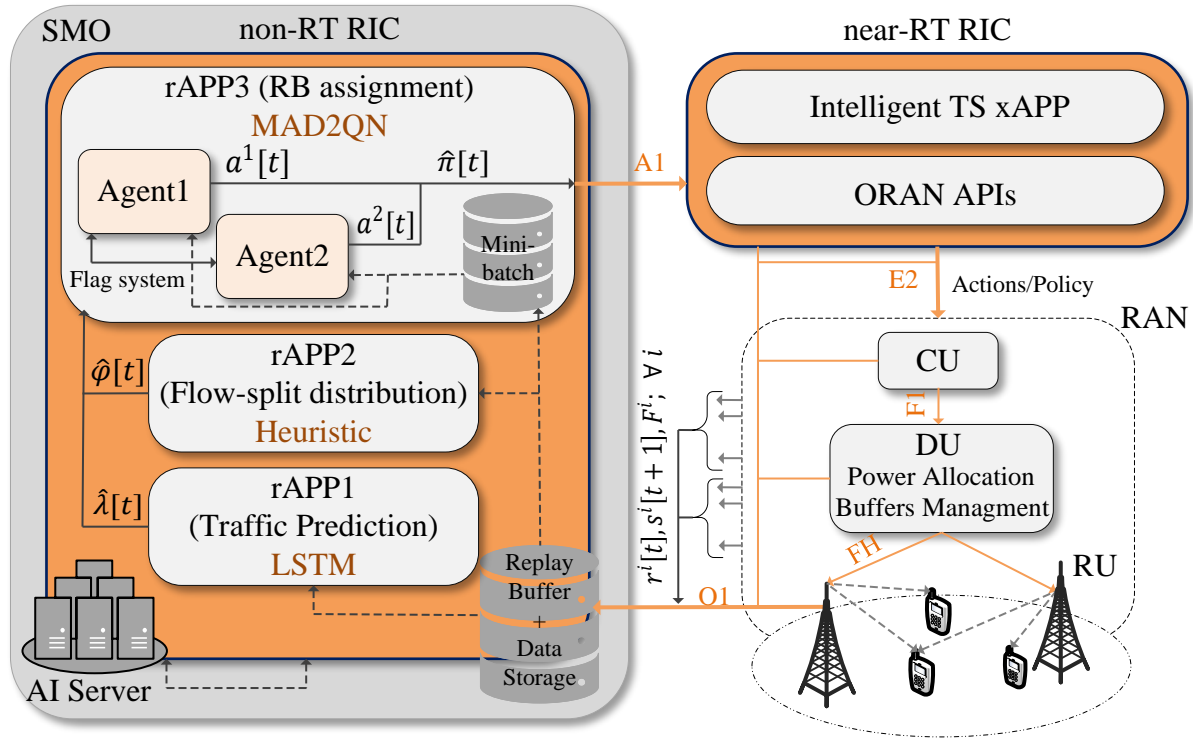 SMO
non-RT RIC
near-RT RIC
rAPP3 (RB assignment)
MAD2QN
Agent1
a¹[t]
π̂[t]
Agent2
a²[t]
Flag system
Mini-
batch
A1
Intelligent TS xAPP
ORAN APIs
E2
Actions/Policy
RAN
φ̂[t]
rAPP2
(Flow-split distribution)
Heuristic
λ̂[t]
rAPP1
(Traffic Prediction)
LSTM
Replay
Buffer
+
Data
Storage
AI Server
rⁱ[t], sⁱ[t + 1], Fⁱ; ∀ i
O1
CU
F1
DU
Power Allocation
Buffers Managment
FH
RU